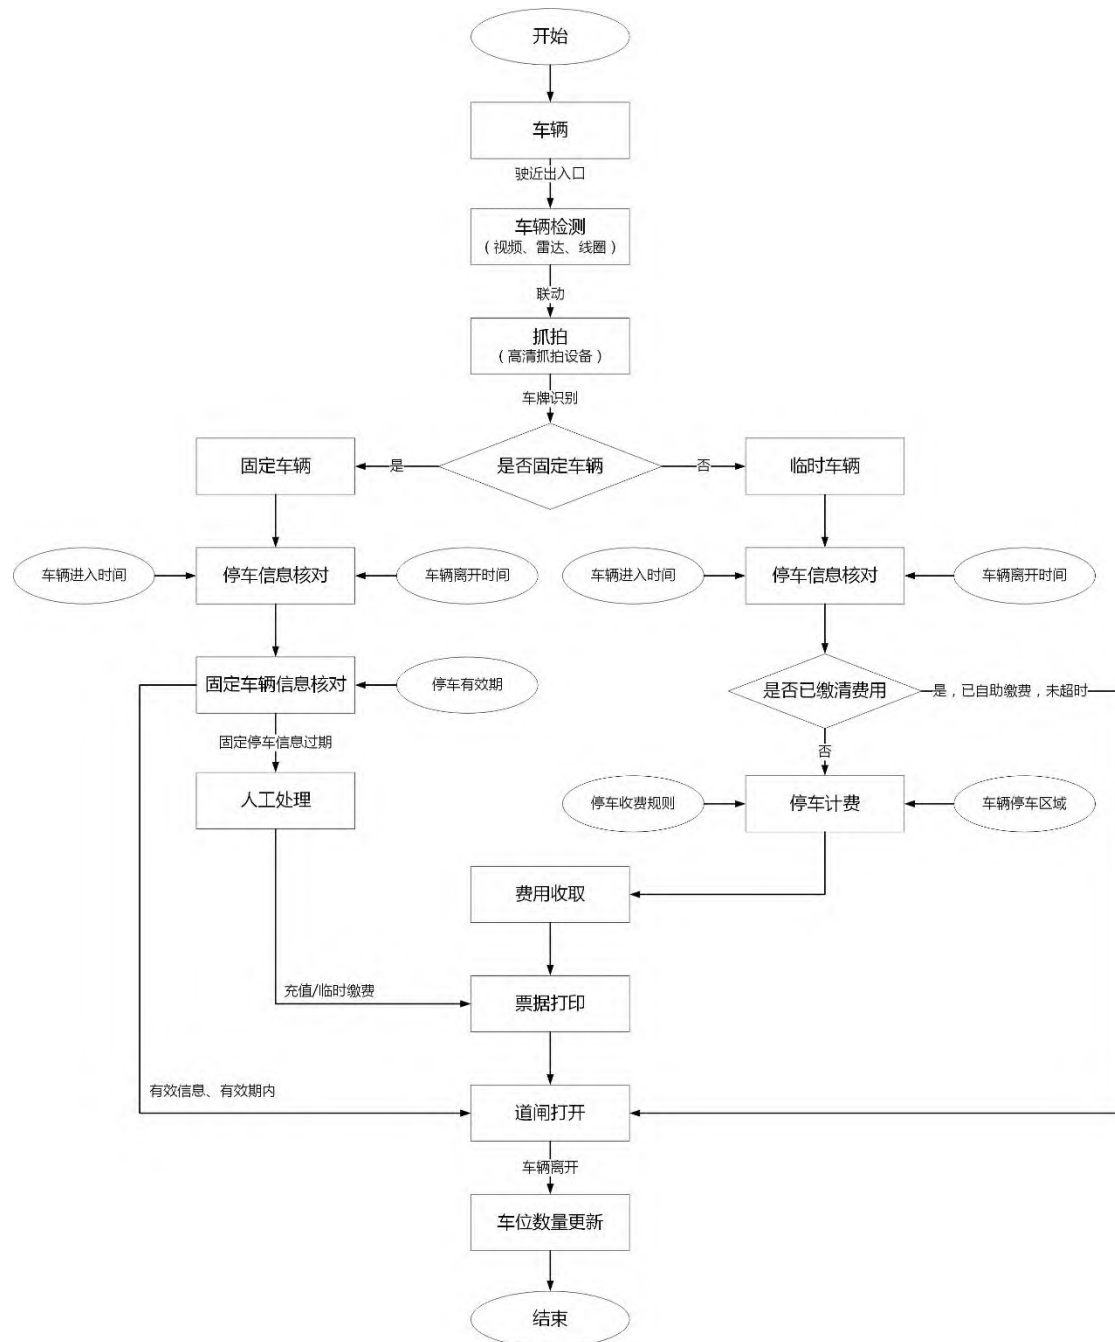 开始
车辆
驶近出入口
车辆检测
（视频、雷达、线圈）
联动
抓拍
（高清抓拍设备）
车牌识别
固定车辆
是
是否固定车辆
否
临时车辆
车辆进入时间
停车信息核对
车辆离开时间
车辆进入时间
停车信息核对
车辆离开时间
固定车辆信息核对
停车有效期
是否已缴清费用
是，已自助缴费，未超时
固定停车信息过期
否
人工处理
停车收费规则
停车计费
车辆停车区域
费用收取
充值/临时缴费
票据打印
有效信息、有效期内
道闸打开
车辆离开
车位数量更新
结束